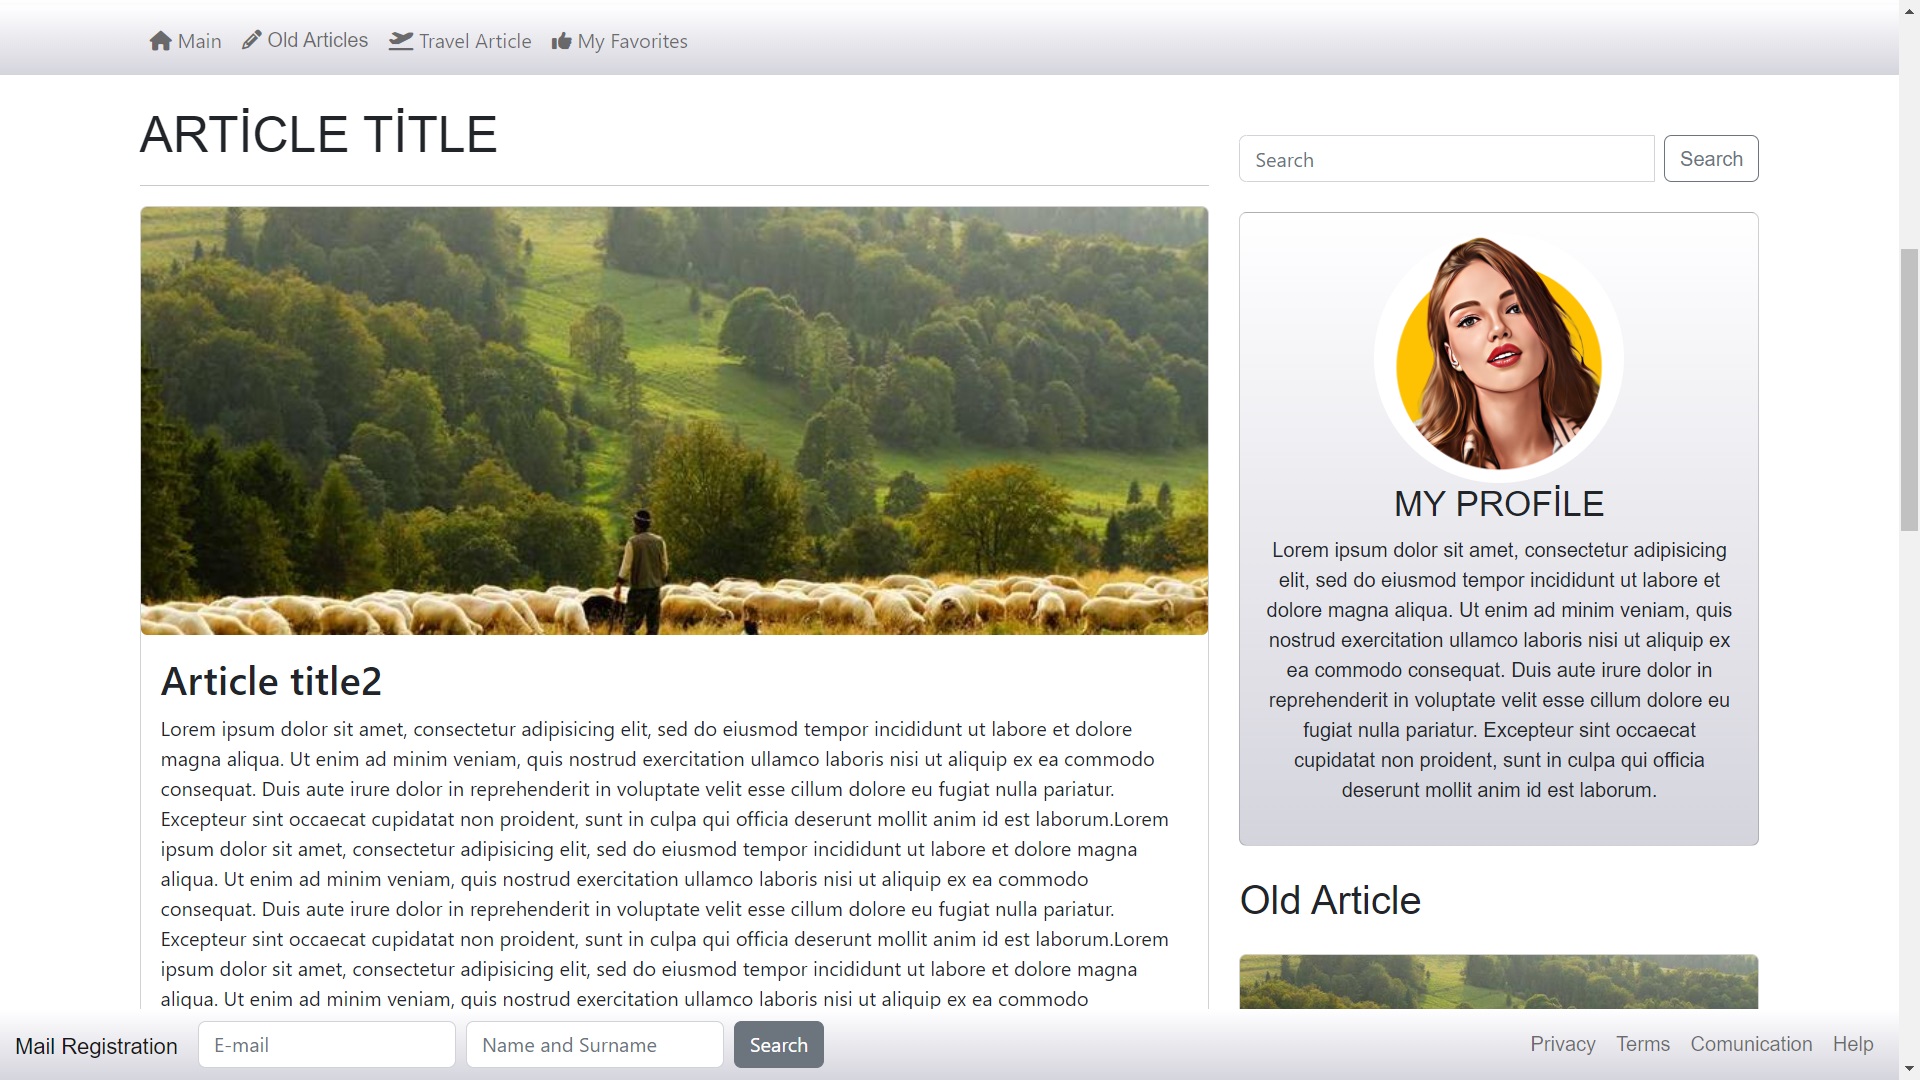 Main Old Articles Travel Article My Favorites
ARTİCLE TİTLE
Search Search
MY PROFİLE
Lorem ipsum dolor sit amet, consectetur adipisicing
elit, sed do eiusmod tempor incididunt ut labore et
dolore magna aliqua. Ut enim ad minim veniam, quis
nostrud exercitation ullamco laboris nisi ut aliquip ex
ea commodo consequat. Duis aute irure dolor in
reprehenderit in voluptate velit esse cillum dolore eu
fugiat nulla pariatur. Excepteur sint occaecat
cupidatat non proident, sunt in culpa qui officia
deserunt mollit anim id est laborum.
Article title2
Lorem ipsum dolor sit amet, consectetur adipisicing elit, sed do eiusmod tempor incididunt ut labore et dolore
magna aliqua. Ut enim ad minim veniam, quis nostrud exercitation ullamco laboris nisi ut aliquip ex ea commodo
consequat. Duis aute irure dolor in reprehenderit in voluptate velit esse cillum dolore eu fugiat nulla pariatur.
Excepteur sint occaecat cupidatat non proident, sunt in culpa qui officia deserunt mollit anim id est laborum.Lorem
ipsum dolor sit amet, consectetur adipisicing elit, sed do eiusmod tempor incididunt ut labore et dolore magna
aliqua. Ut enim ad minim veniam, quis nostrud exercitation ullamco laboris nisi ut aliquip ex ea commodo
consequat. Duis aute irure dolor in reprehenderit in voluptate velit esse cillum dolore eu fugiat nulla pariatur.
Excepteur sint occaecat cupidatat non proident, sunt in culpa qui officia deserunt mollit anim id est laborum.Lorem
ipsum dolor sit amet, consectetur adipisicing elit, sed do eiusmod tempor incididunt ut labore et dolore magna
aliqua. Ut enim ad minim veniam, quis nostrud exercitation ullamco laboris nisi ut aliquip ex ea commodo
Old Article
Mail Registration E-mail Name and Surname Search Privacy Terms Comunication Help